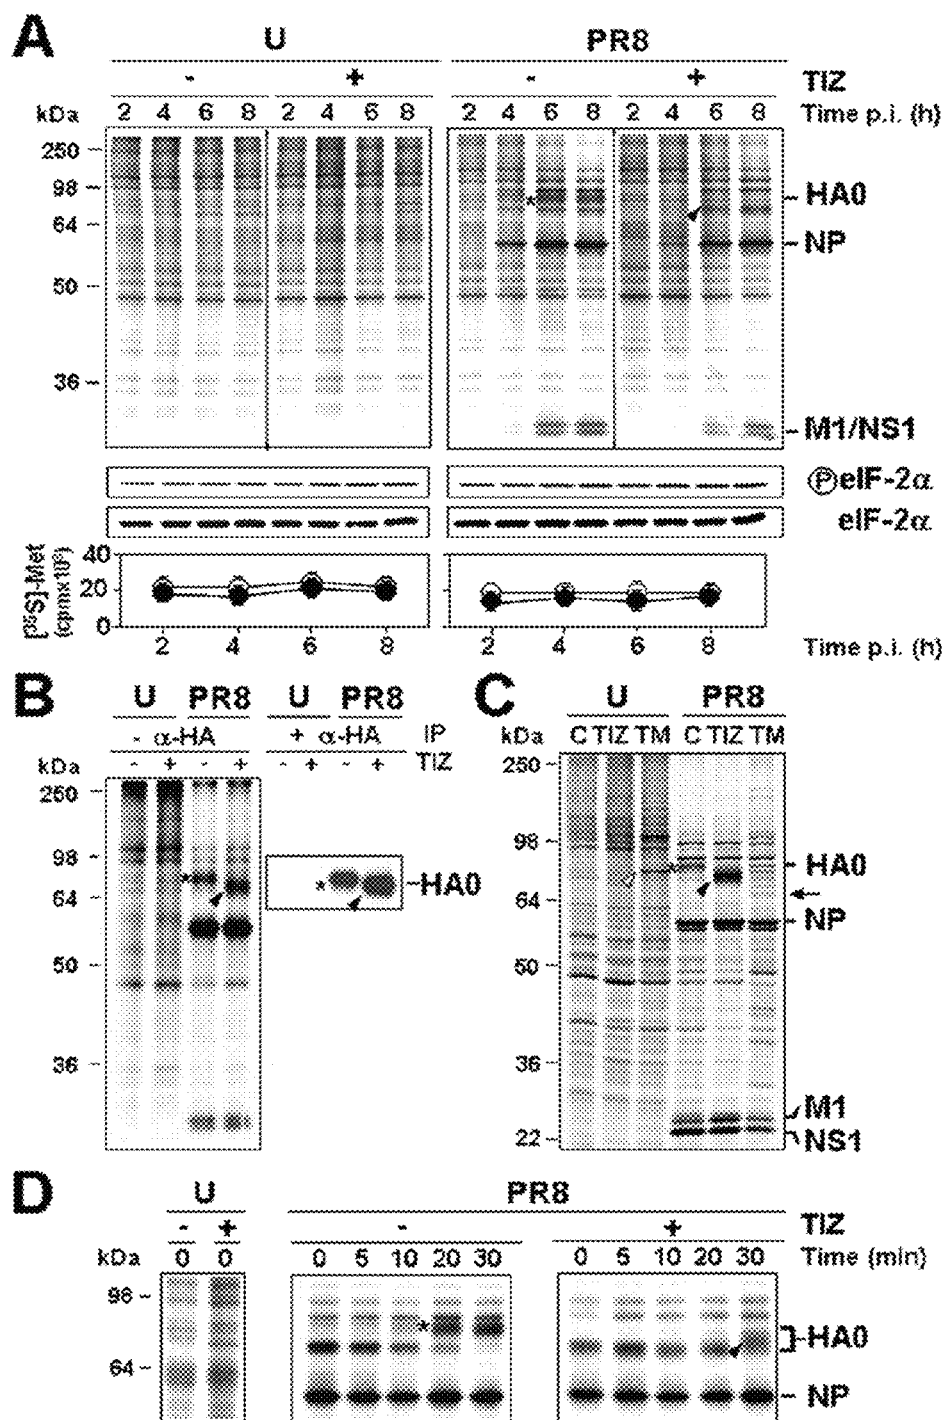 A
U PR8
- + - + TIZ
kDa 2 4 6 8 2 4 6 8 2 4 6 8 2 4 6 8 Time p.i. (h)
250
98
64
50
36
* HA0
NP
M1/NS1
Ⓟ eIF-2α
eIF-2α
[³⁵S]-Met
(cpmx10³)
40
20
0
2 4 6 8 2 4 6 8 Time p.i. (h)
B
U PR8 U PR8
- α-HA + α-HA IP
kDa - + - + - + - + TIZ
250
98
64
50
36
* * HA0
C
U PR8
kDa C TIZ TM C TIZ TM
250
98
64
50
36
22
* HA0
NP
M1
NS1
D
U PR8
- + - + TIZ
kDa 0 0 0 5 10 20 30 0 5 10 20 30 Time (min)
98
64
* HA0
NP